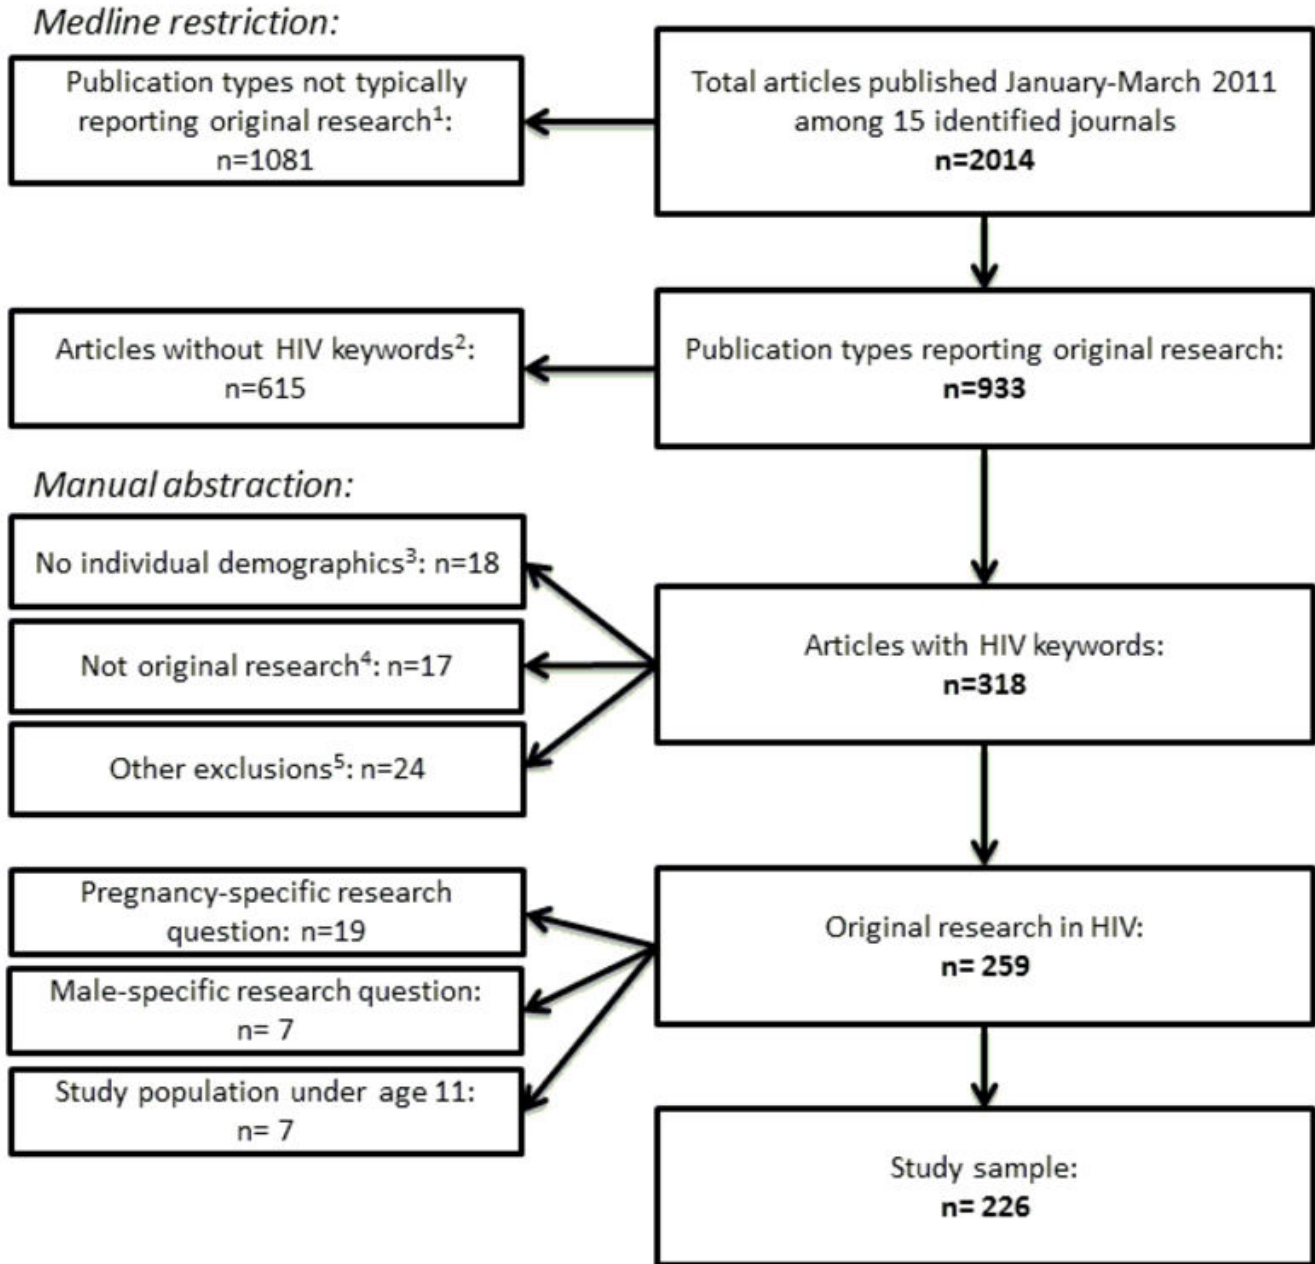 Medline restriction:
Publication types not typically
reporting original research¹:
n=1081
Total articles published January-March 2011
among 15 identified journals
n=2014
Articles without HIV keywords²:
n=615
Publication types reporting original research:
n=933
Manual abstraction:
No individual demographics³: n=18
Not original research⁴: n=17
Other exclusions⁵: n=24
Articles with HIV keywords:
n=318
Pregnancy-specific research
question: n=19
Male-specific research question:
n= 7
Study population under age 11:
n= 7
Original research in HIV:
n= 259
Study sample:
n= 226